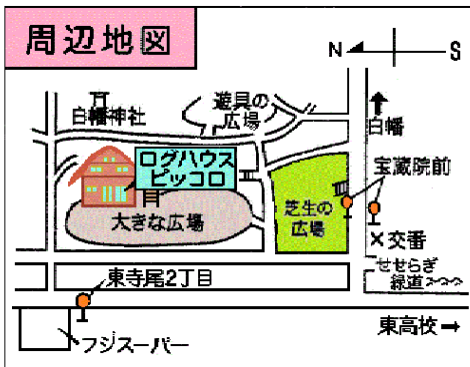 周辺地図
N S
白幡神社
遊具の
広場
白幡
ログハウス
ピッコロ
宝蔵院前
大きな広場
芝生の
広場
交番
せせらぎ
緑道
東寺尾2丁目
フジスーパー
東高校→